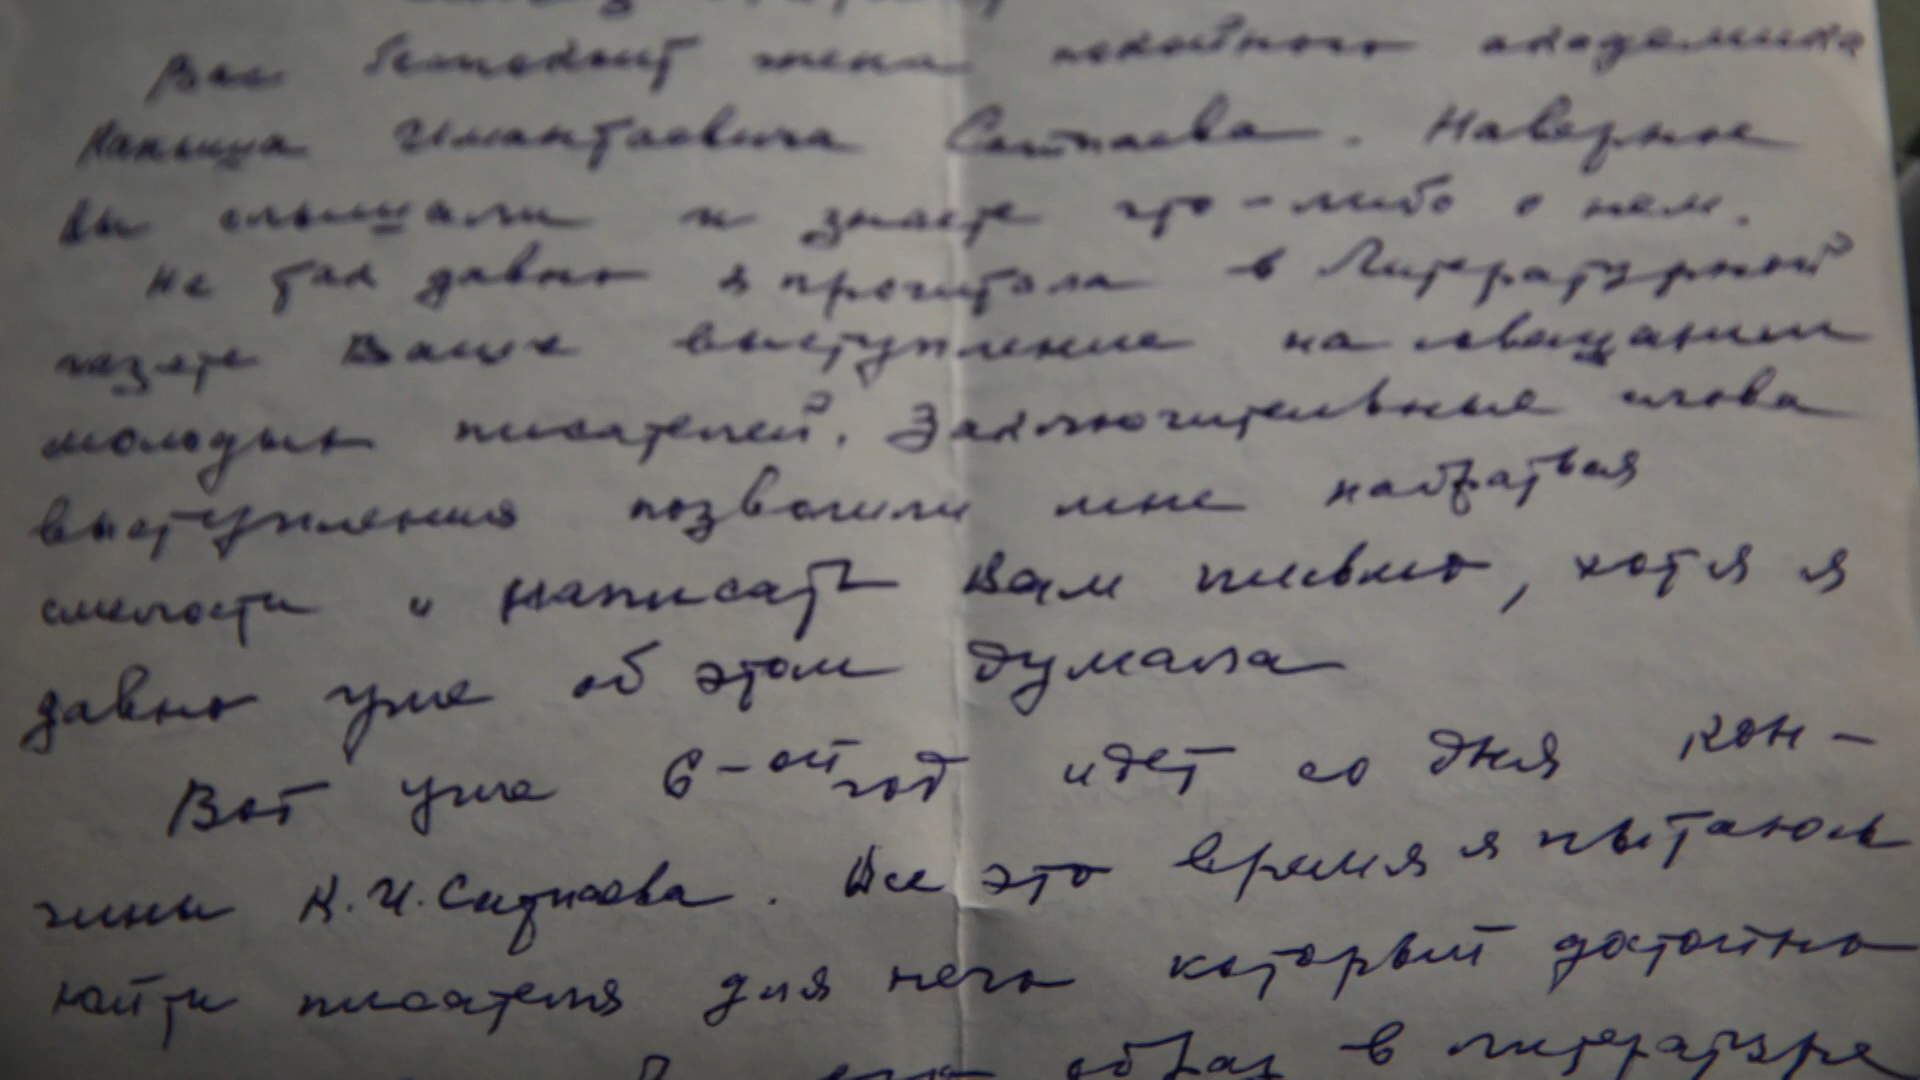 Вас беспокоит жена покойного академика
Каныша Имантаевича Сатпаева. Наверное
Вы слышали и знаете что-либо о нем.
Не так давно я прочитала в Литературной
газете Ваше выступление на совещании
молодых писателей. Заключительные слова
выступления позволили мне набраться
смелости и написать Вам письмо, хотя я
давно уже об этом думала
Вот уже 6-ой год идет со дня кон-
чины К.И.Сатпаева. Все это время я пытаюсь
найти писателя для него который достойно
образ в литературе